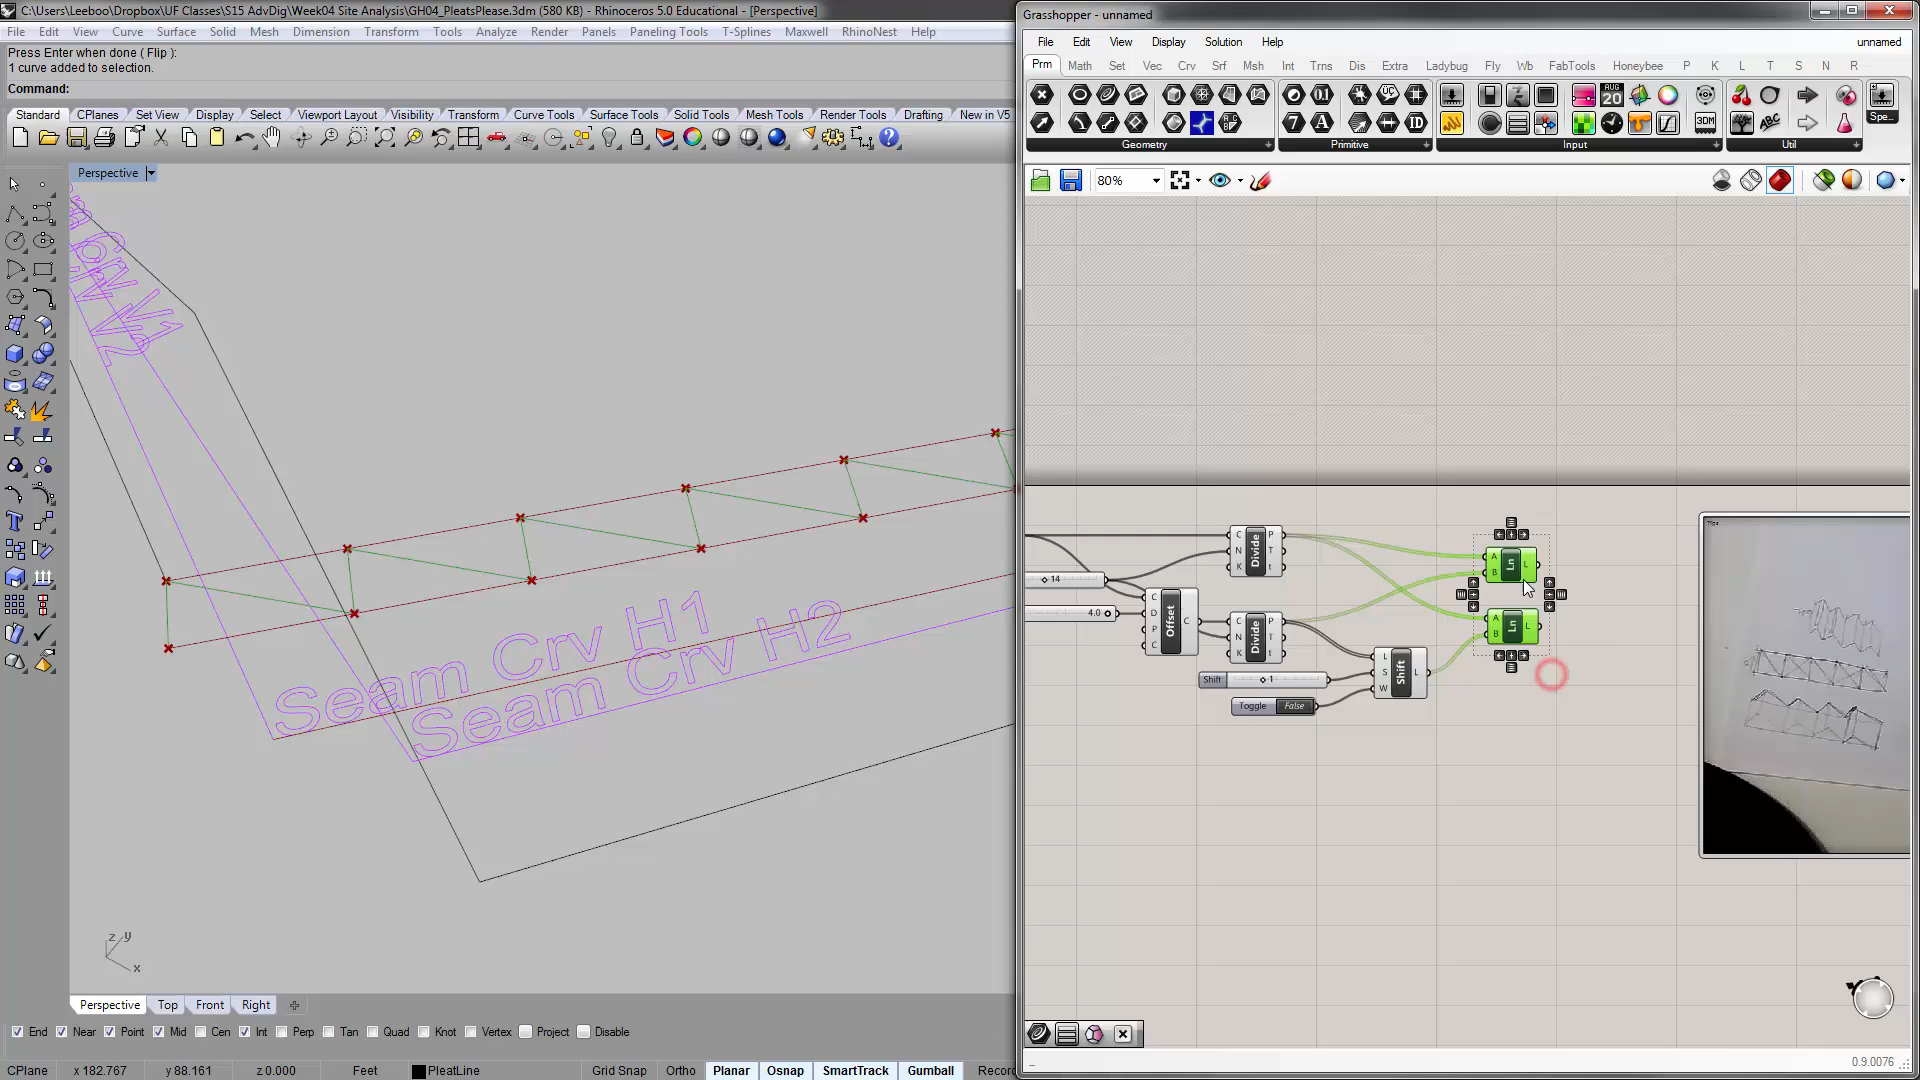 C:\Users\Leeboo\Dropbox\UF Classes\S15 AdvDig\Week04 Site Analysis\GH04_PleatsPlease.3dm (580 KB) - Rhinoceros 5.0 Educational - [Perspective]
File Edit View Curve Surface Solid Mesh Dimension Transform Tools Analyze Render Panels Paneling Tools T-Splines Maxwell RhinoNest Help
Press Enter when done ( Flip ):
1 curve added to selection.
Command:
Standard CPlanes Set View Display Select Viewport Layout Visibility Transform Curve Tools Surface Tools Solid Tools Mesh Tools Render Tools Drafting New in V5
Perspective
Seam Crv H1
Seam Crv H2
z y
x
Perspective Top Front Right
End Near Point Mid Cen Int Perp Tan Quad Knot Vertex Project Disable
CPlane x 182.767 y 88.161 z 0.000 Feet PleatLine Grid Snap Ortho Planar Osnap SmartTrack Gumball Record
Grasshopper - unnamed
File Edit View Display Solution Help unnamed
Prm Math Set Vec Crv Srf Msh Int Trns Dis Extra Ladybug Fly Wb FabTools Honeybee P K L T S N R
Geometry Primitive Input Util
Spe...
80%
C N K Divide P T t
14
4.0
C D P C Offset C
C N K Divide P T t
Shift 1
Toggle False
L S W Shift L
A B Ln L
A B Ln L
0.9.0076